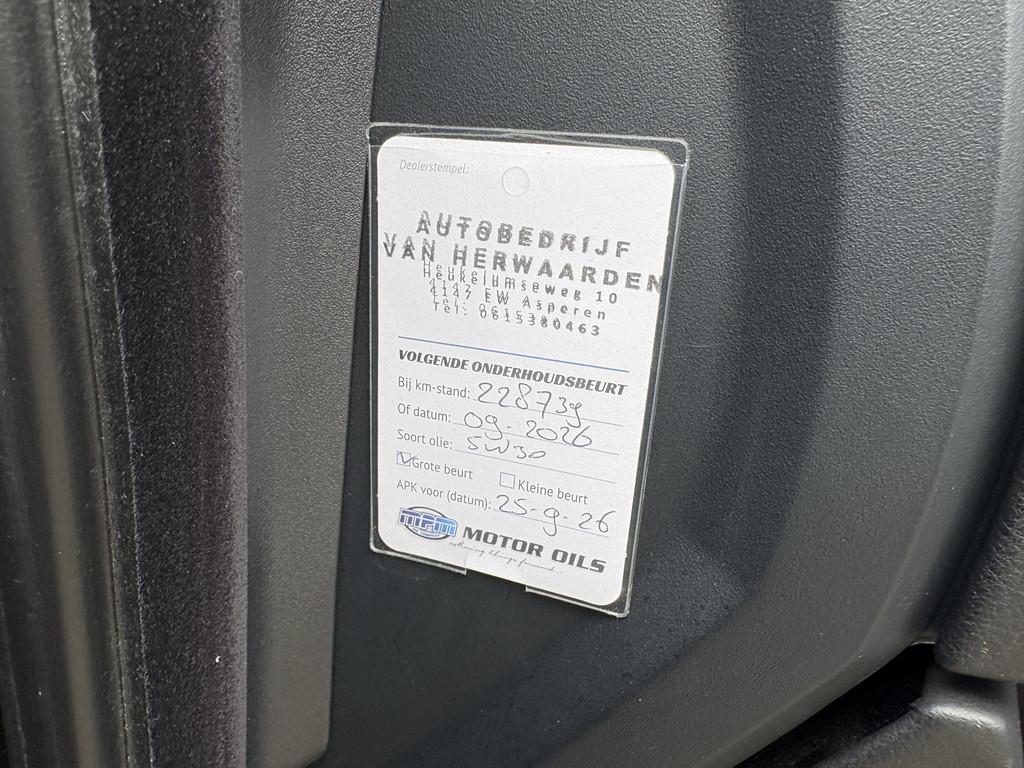 Dealerstempel:
AUTOBEDRIJF
VAN HERWAARDEN
Heukelumseweg 10
4147 EW Asperen
Tel: 0615380463
VOLGENDE ONDERHOUDSBEURT
Bij km-stand: 228739
Of datum: 09-2026
Soort olie: 5W30
Grote beurt
Kleine beurt
APK voor (datum): 25-9-26
MPM
MOTOR OILS